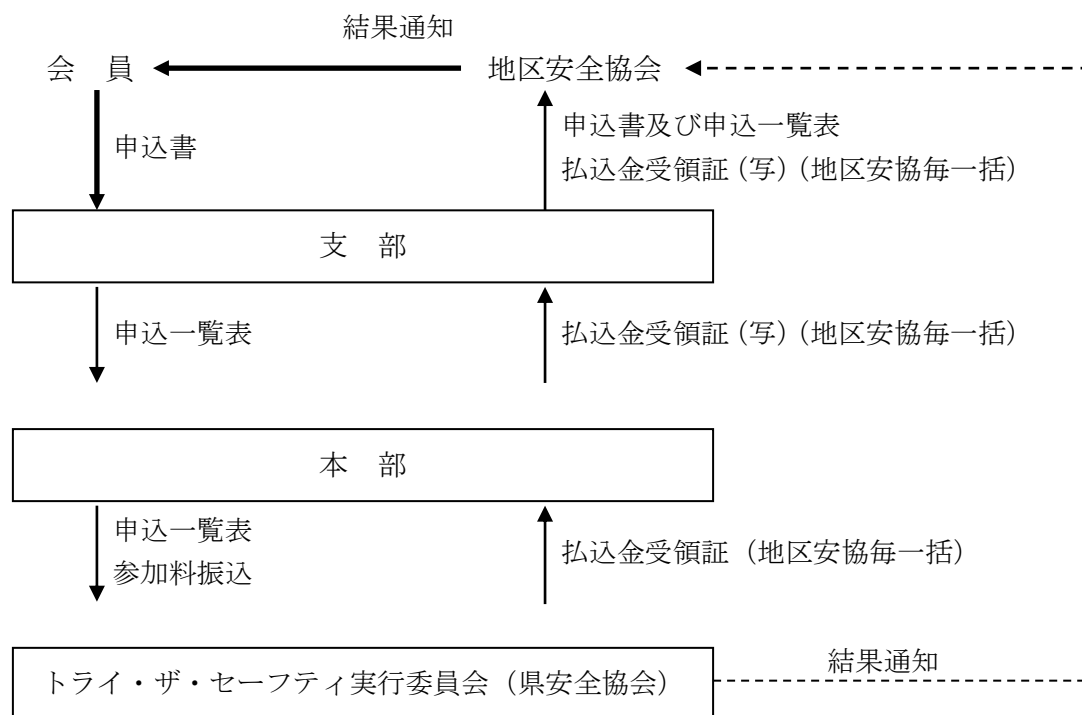 結果通知
会　員
地区安全協会
申込書
申込書及び申込一覧表
払込金受領証(写)(地区安協毎一括)
支　部
申込一覧表
払込金受領証(写)(地区安協毎一括)
本　部
申込一覧表
参加料振込
払込金受領証（地区安協毎一括）
トライ・ザ・セーフティ実行委員会（県安全協会）
結果通知